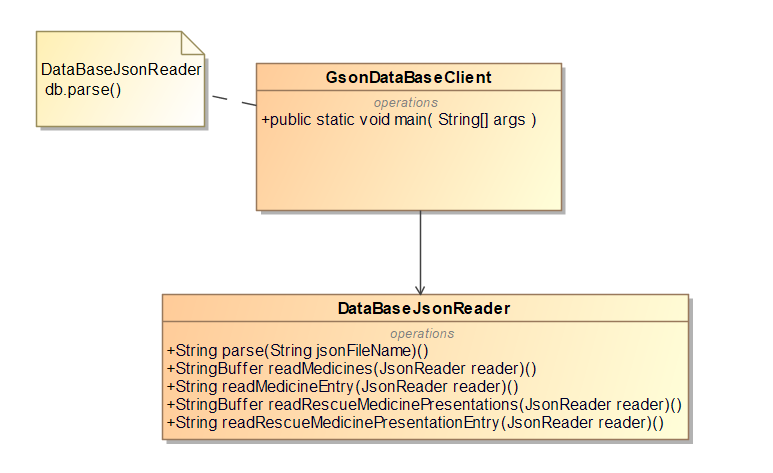 DataBaseJsonReader
db.parse()
GsonDataBaseClient
operations
+public static void main( String[] args )
DataBaseJsonReader
operations
+String parse(String jsonFileName)()
+StringBuffer readMedicines(JsonReader reader)()
+String readMedicineEntry(JsonReader reader)()
+StringBuffer readRescueMedicinePresentations(JsonReader reader)()
+String readRescueMedicinePresentationEntry(JsonReader reader)()